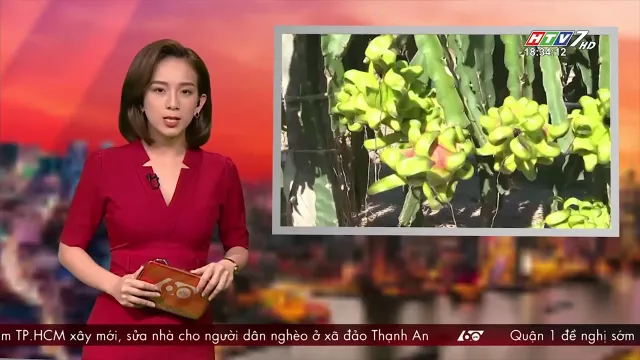 HTV7 HD
18:34:12
m TP.HCM xây mới, sửa nhà cho người dân nghèo ở xã đảo Thạnh An 60 Quận 1 đề nghị sớm